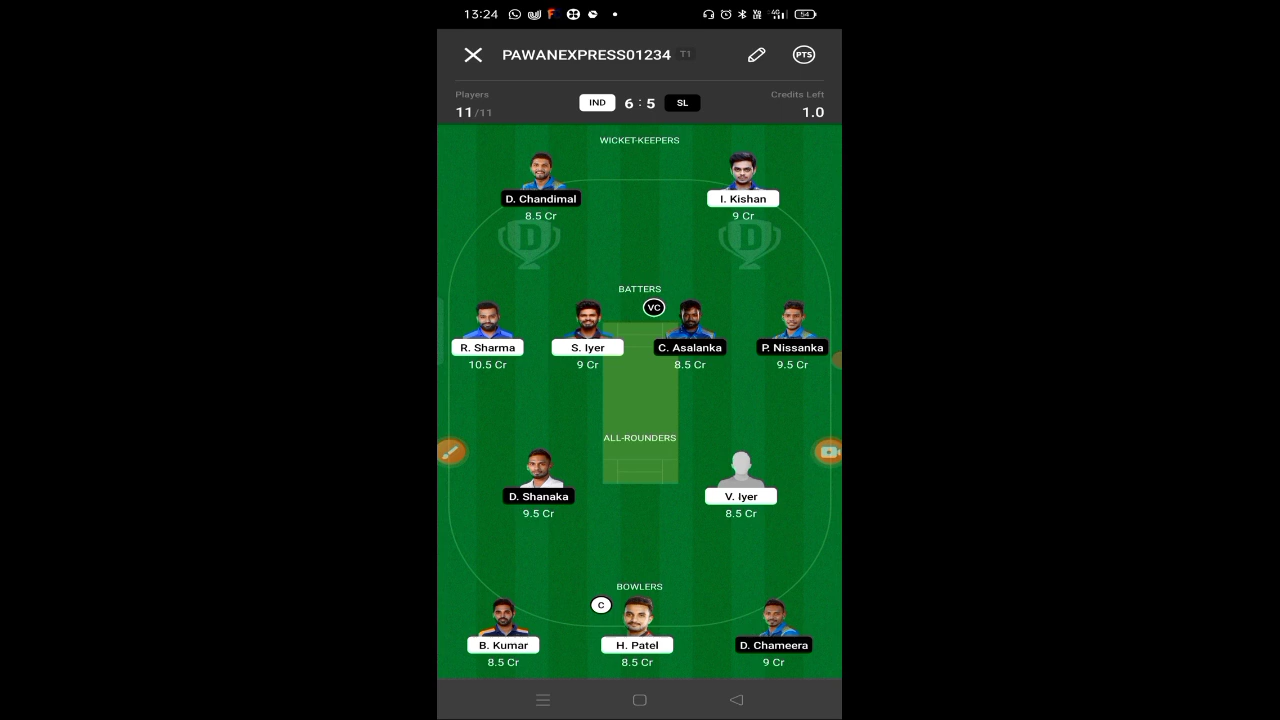 13:24
54
PAWANEXPRESS01234 T1
PTS
Players
11/11
IND 6 : 5 SL
Credits Left
1.0
WICKET-KEEPERS
D. Chandimal
8.5 Cr
I. Kishan
9 Cr
D
D
BATTERS
VC
R. Sharma
10.5 Cr
S. Iyer
9 Cr
C. Asalanka
8.5 Cr
P. Nissanka
9.5 Cr
ALL-ROUNDERS
D. Shanaka
9.5 Cr
V. Iyer
8.5 Cr
BOWLERS
C
B. Kumar
8.5 Cr
H. Patel
8.5 Cr
D. Chameera
9 Cr